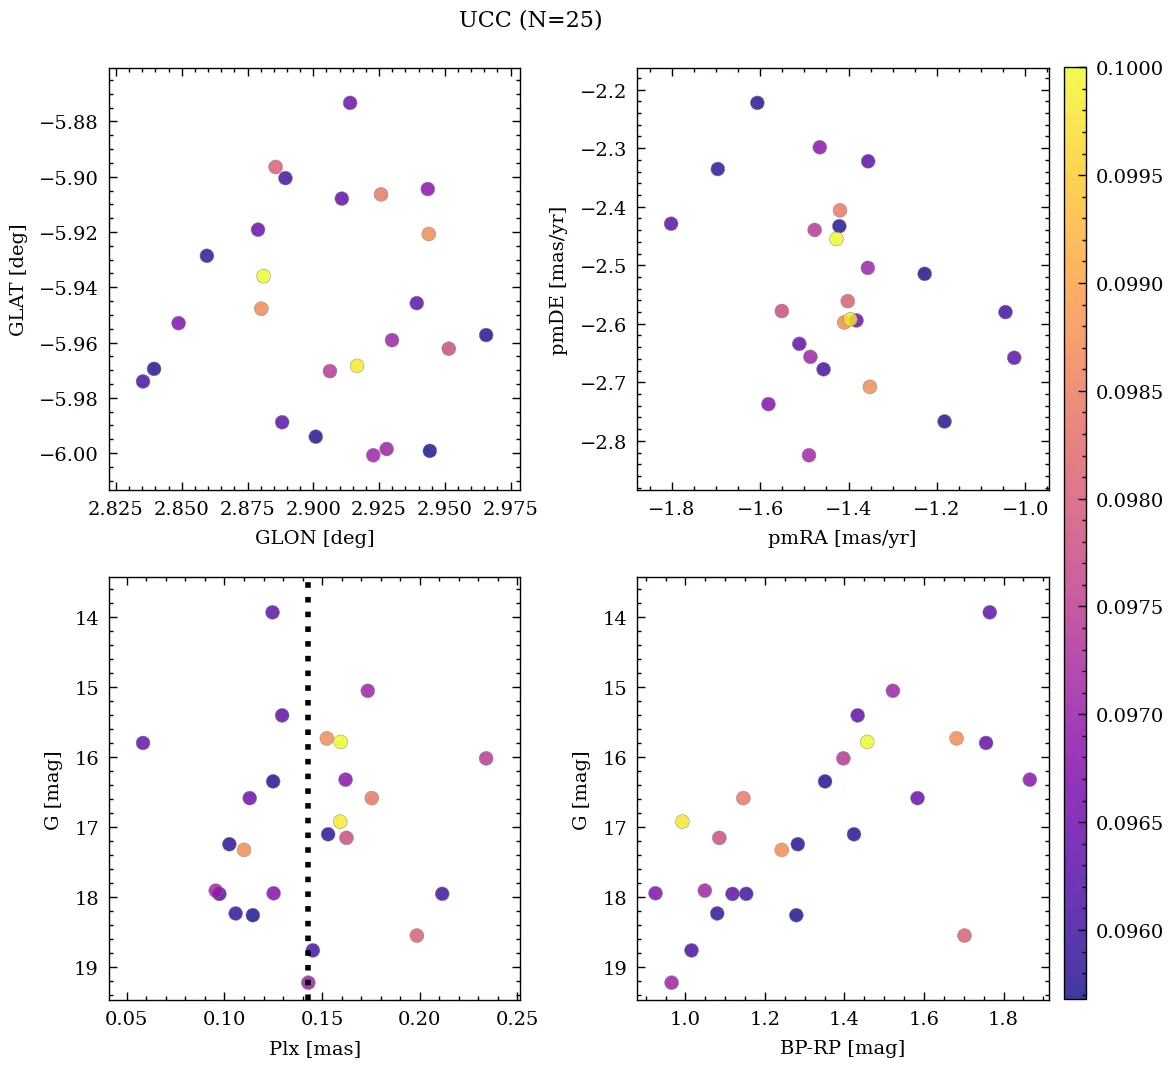 UCC (N=25)
−5.88
−5.90
−5.92
−5.94
−5.96
−5.98
−6.00
GLAT [deg]
2.825 2.850 2.875 2.900 2.925 2.950 2.975
GLON [deg]
−2.2
−2.3
−2.4
−2.5
−2.6
−2.7
−2.8
pmDE [mas/yr]
−1.8 −1.6 −1.4 −1.2 −1.0
pmRA [mas/yr]
14
15
16
17
18
19
G [mag]
0.05 0.10 0.15 0.20 0.25
Plx [mas]
14
15
16
17
18
19
G [mag]
1.0 1.2 1.4 1.6 1.8
BP-RP [mag]
0.1000
0.0995
0.0990
0.0985
0.0980
0.0975
0.0970
0.0965
0.0960